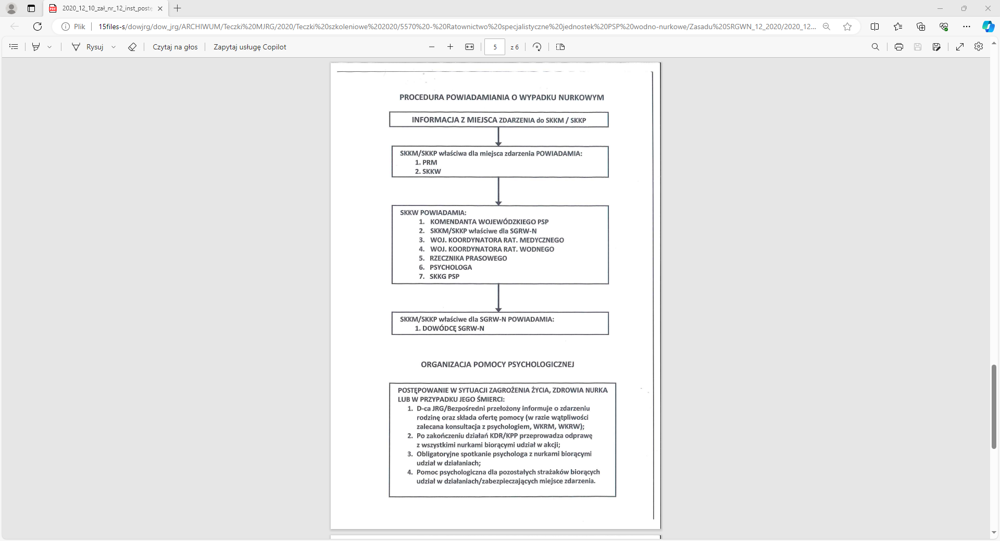 2020_12_10_zał_nr_12_inst_postę
Plik
15files-s/dowjrg/dow_jrg/ARCHIWUM/Teczki%20MJRG/2020/Teczki%20szkoleniowe%202020/5570%20-%20Ratownictwo%20specjalistyczne%20jednostek%20PSP%20wodno-nurkowe/Zasadu%20SRGWN_12_2020/2020_12...
Rysuj
Czytaj na głos
Zapytaj usługę Copilot
5
z 6
PROCEDURA POWIADAMIANIA O WYPADKU NURKOWYM
INFORMACJA Z MIEJSCA ZDARZENIA do SKKM / SKKP
SKKM/SKKP właściwa dla miejsca zdarzenia POWIADAMIA:
1. PRM
2. SKKW
SKKW POWIADAMIA:
1. KOMENDANTA WOJEWÓDZKIEGO PSP
2. SKKM/SKKP właściwe dla SGRW-N
3. WOJ. KOORDYNATORA RAT. MEDYCZNEGO
4. WOJ. KOORDYNATORA RAT. WODNEGO
5. RZECZNIKA PRASOWEGO
6. PSYCHOLOGA
7. SKKG PSP
SKKM/SKKP właściwe dla SGRW-N POWIADAMIA:
1. DOWÓDCĘ SGRW-N
ORGANIZACJA POMOCY PSYCHOLOGICZNEJ
POSTĘPOWANIE W SYTUACJI ZAGROŻENIA ŻYCIA, ZDROWIA NURKA
LUB W PRZYPADKU JEGO ŚMIERCI:
1. D-ca JRG/Bezpośredni przełożony informuje o zdarzeniu
rodzinę oraz składa ofertę pomocy (w razie wątpliwości
zalecana konsultacja z psychologiem, WKRM, WKRW);
2. Po zakończeniu działań KDR/KPP przeprowadza odprawę
z wszystkimi nurkami biorącymi udział w akcji;
3. Obligatoryjne spotkanie psychologa z nurkami biorącymi
udział w działaniach;
4. Pomoc psychologiczna dla pozostałych strażaków biorących
udział w działaniach/zabezpieczających miejsce zdarzenia.